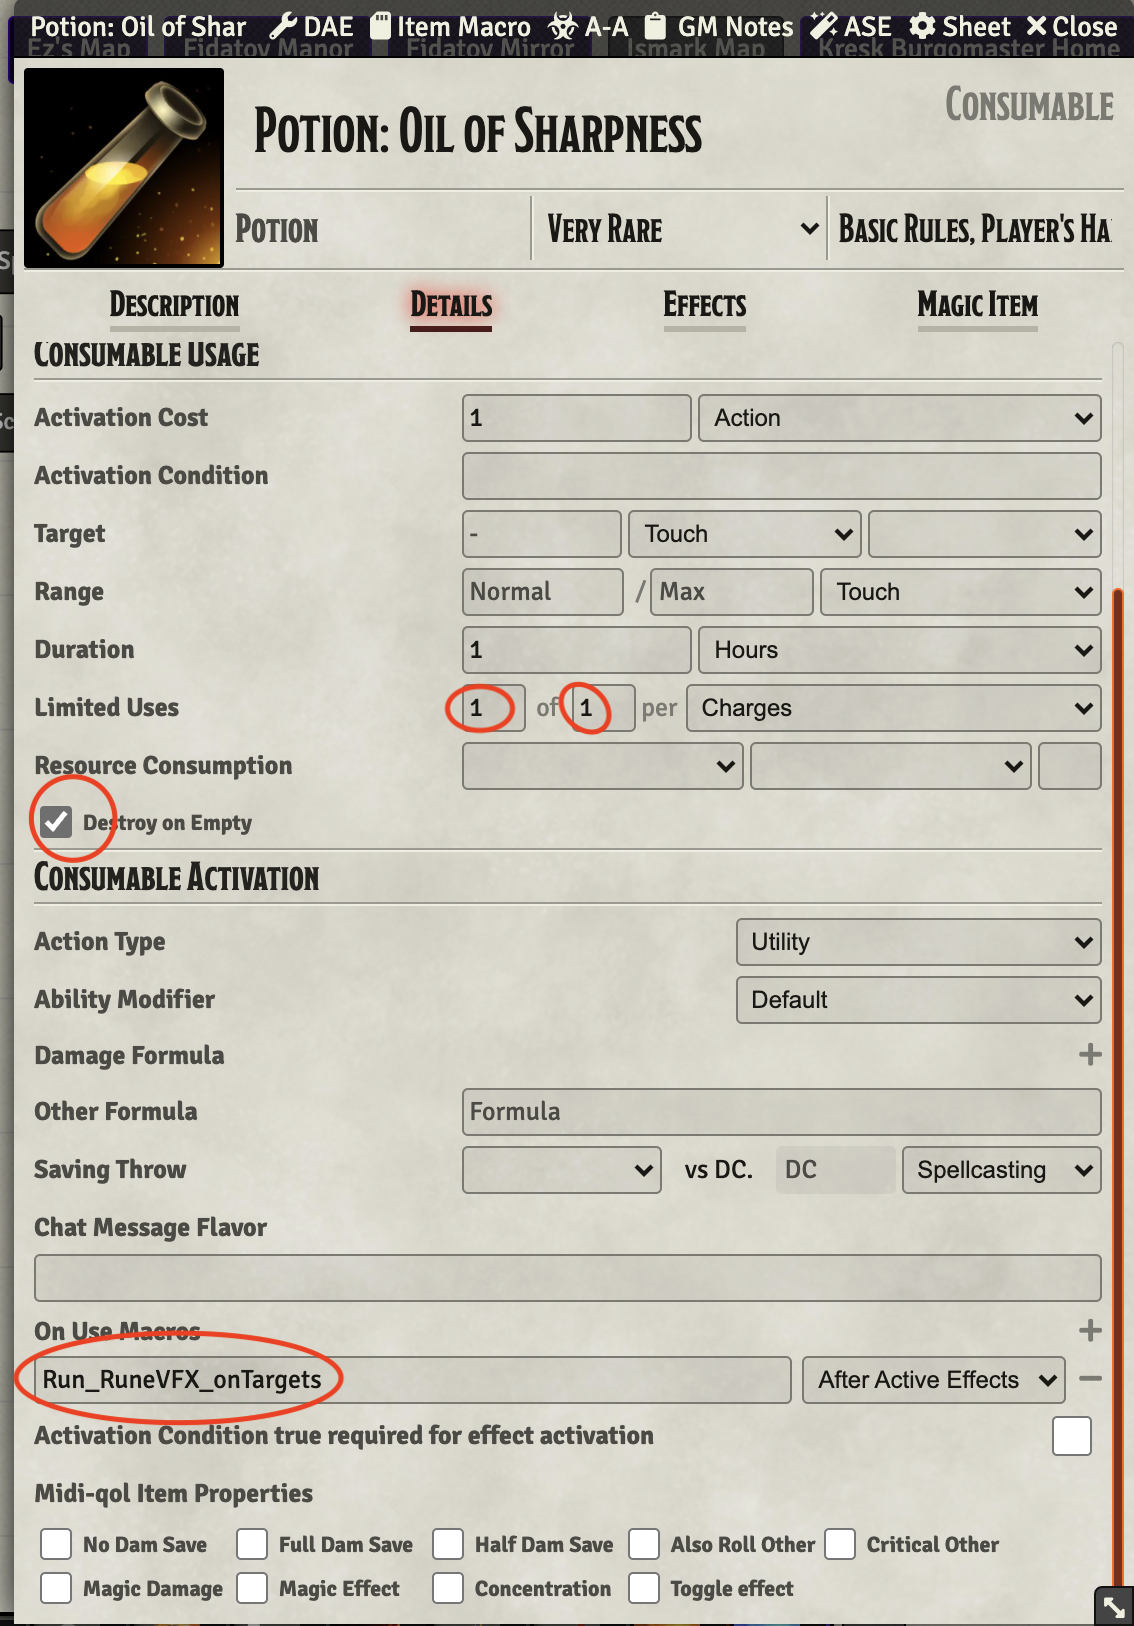 Potion: Oil of Shar DAE Item Macro A-A GM Notes ASE Sheet Close
Ez's Map Fidatov Manor Fidatov Mirror Ismark Map Kresk Burgomaster Home
Consumable
Potion: Oil of Sharpness
Potion Very Rare Basic Rules, Player's Ha
Description Details Effects Magic Item
Consumable Usage
Activation Cost 1 Action
Activation Condition
Target - Touch
Range Normal / Max Touch
Duration 1 Hours
Limited Uses 1 of 1 per Charges
Resource Consumption
Destroy on Empty
Consumable Activation
Action Type Utility
Ability Modifier Default
Damage Formula +
Other Formula Formula
Saving Throw vs DC. DC Spellcasting
Chat Message Flavor
On Use Macros +
Run_RuneVFX_onTargets After Active Effects −
Activation Condition true required for effect activation
Midi-qol Item Properties
No Dam Save Full Dam Save Half Dam Save Also Roll Other Critical Other
Magic Damage Magic Effect Concentration Toggle effect